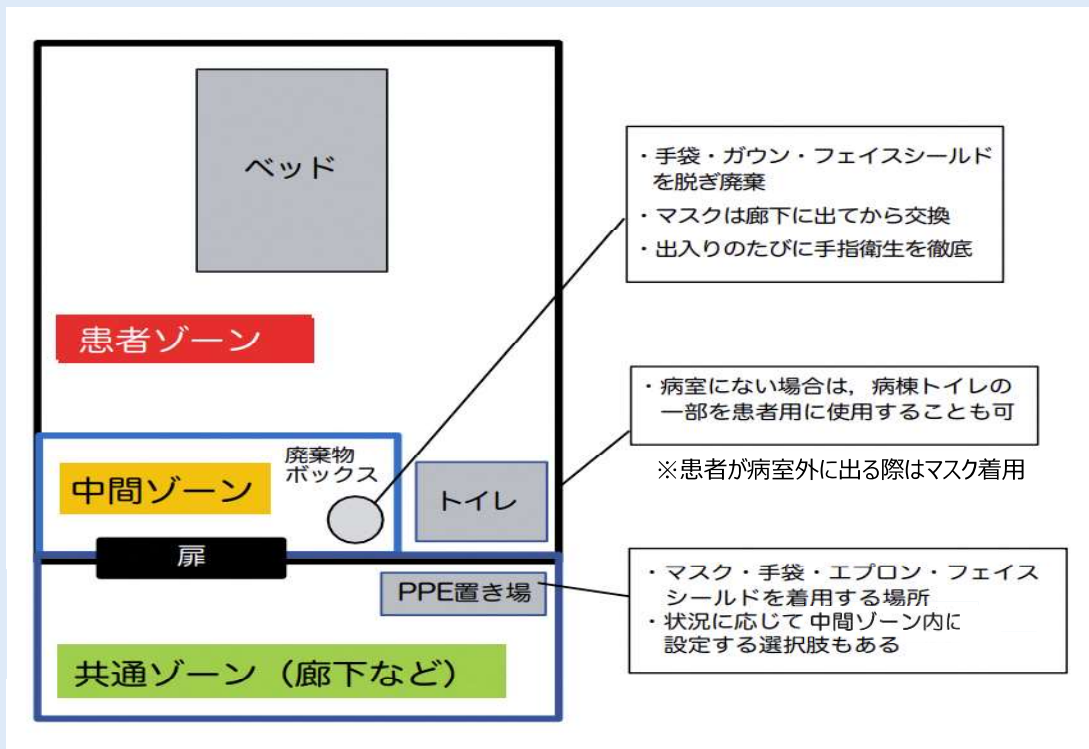 ベッド
患者ゾーン
中間ゾーン
廃棄物
ボックス
トイレ
扉
PPE置き場
共通ゾーン（廊下など）
・手袋・ガウン・フェイスシールド
を脱ぎ廃棄
・マスクは廊下に出てから交換
・出入りのたびに手指衛生を徹底
・病室にない場合は，病棟トイレの
一部を患者用に使用することも可
※患者が病室外に出る際はマスク着用
・マスク・手袋・エプロン・フェイス
シールドを着用する場所
・状況に応じて中間ゾーン内に
設定する選択肢もある